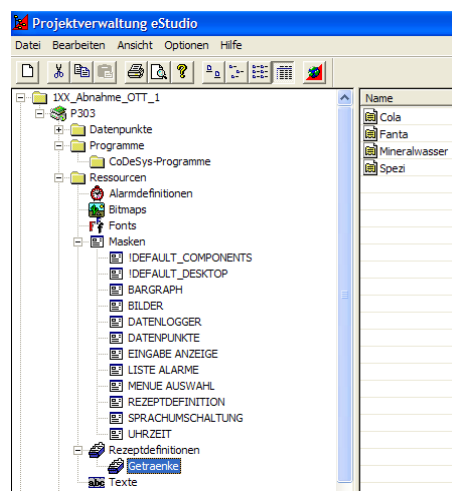 Projektverwaltung eStudio
Datei Bearbeiten Ansicht Optionen Hilfe
1XX_Abnahme_OTT_1
P303
Datenpunkte
Programme
CoDeSys-Programme
Ressourcen
Alarmdefinitionen
Bitmaps
Fonts
Masken
!DEFAULT_COMPONENTS
!DEFAULT_DESKTOP
BARGRAPH
BILDER
DATENLOGGER
DATENPUNKTE
EINGABE ANZEIGE
LISTE ALARME
MENUE AUSWAHL
REZEPTDEFINITION
SPRACHUMSCHALTUNG
UHRZEIT
Rezeptdefinitionen
Getraenke
abc Texte
Name
Cola
Fanta
Mineralwasser
Spezi